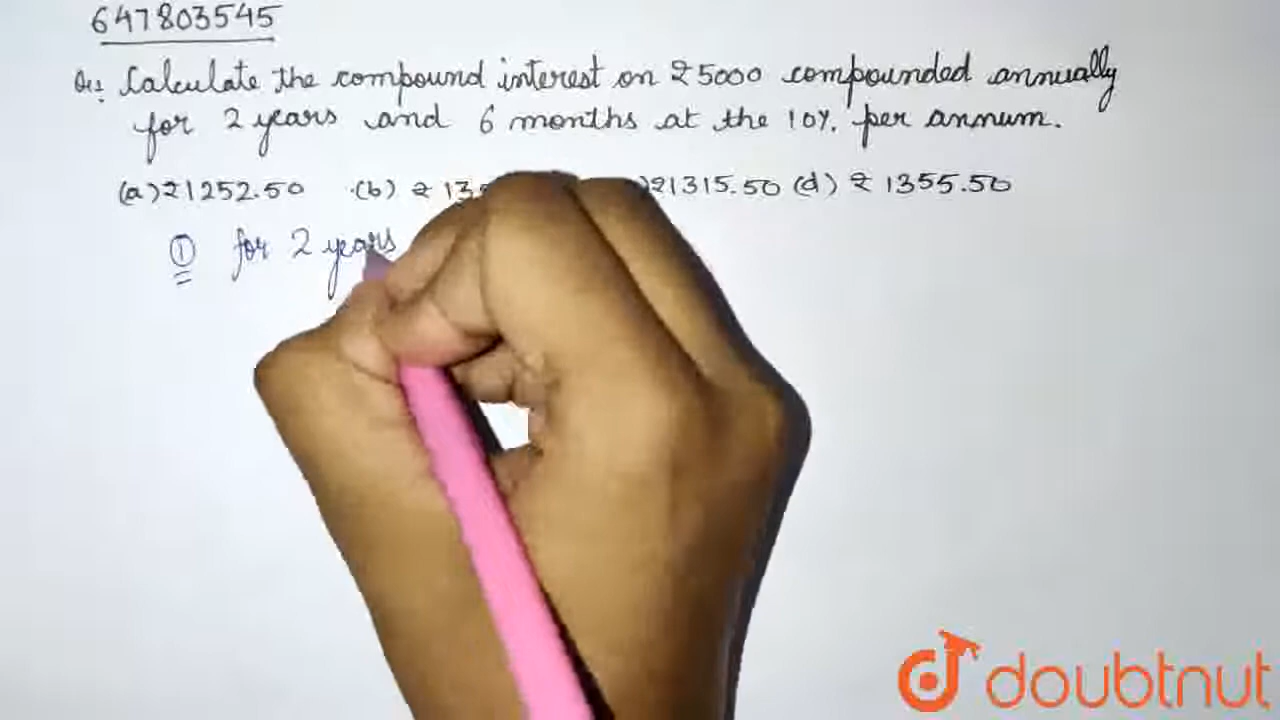 647803545
Qs: Calculate the compound interest on ₹5000 compounded annually
for 2 years and 6 months at the 10% per annum.
(a) ₹1252.50 (b) ₹ ₹1315.50 (d) ₹ 1355.50
① for 2 years
doubtnut